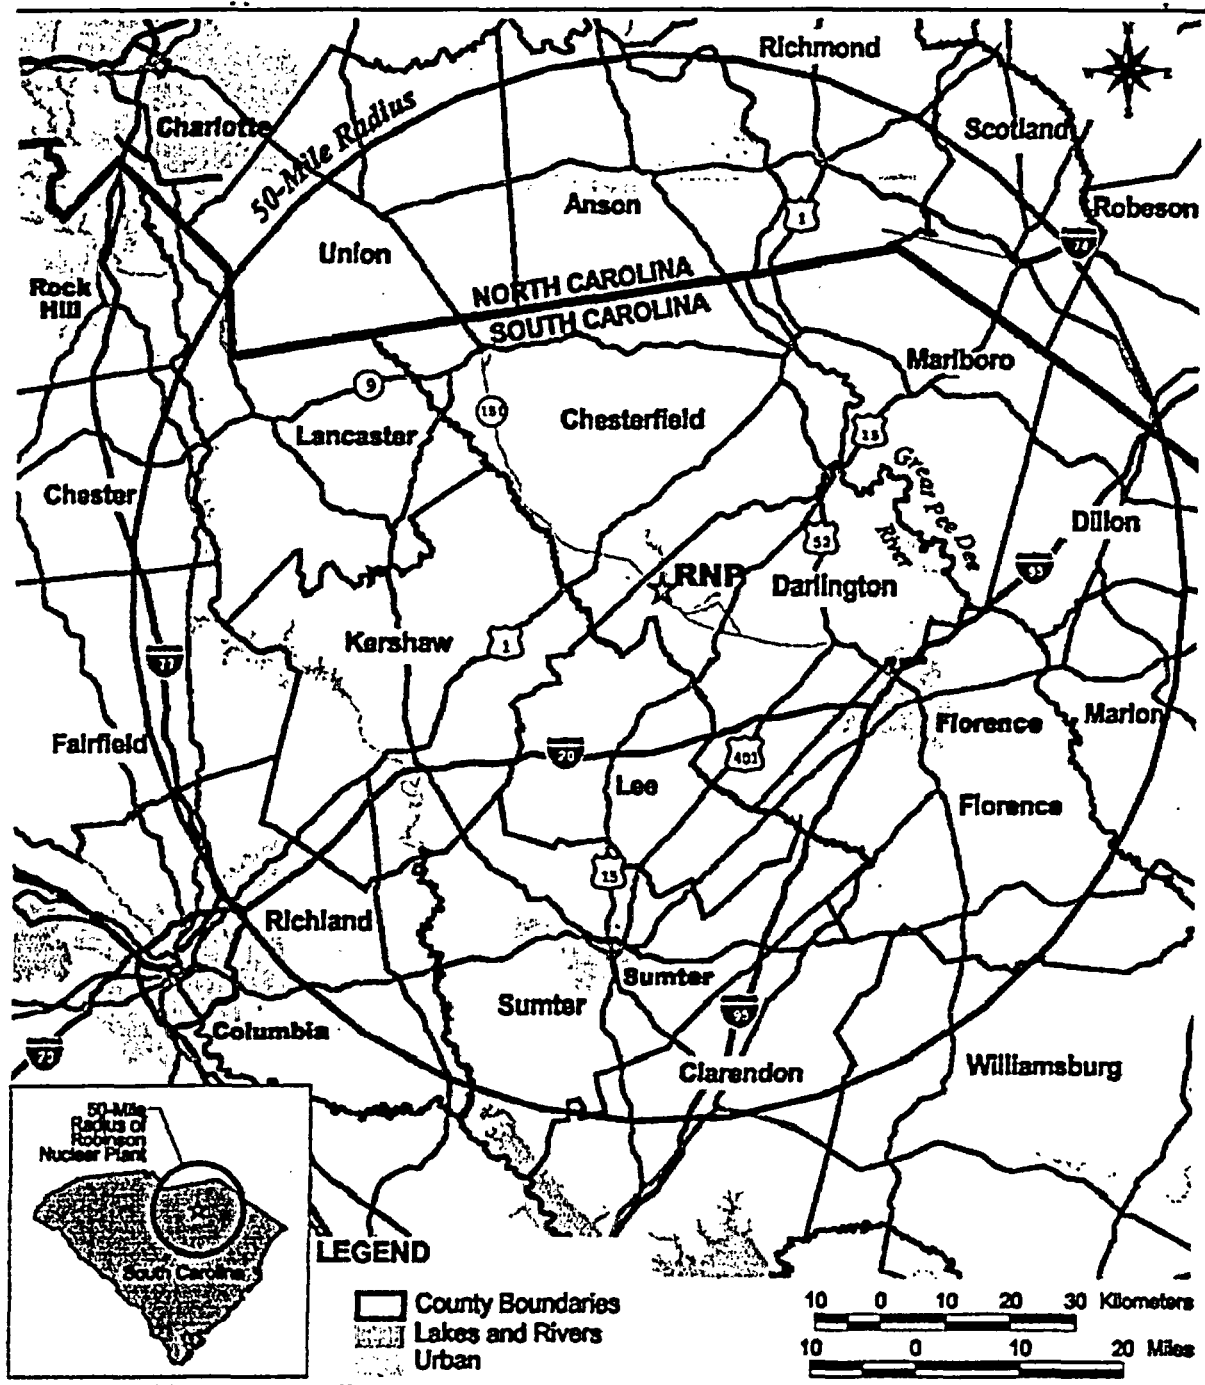 Richmond
N
W
E
S
Charlotte
50-Mile Radius
Scotland
Anson
1
Robeson
Union
NORTH CAROLINA
SOUTH CAROLINA
Rock
Hill
Marlboro
9
Chesterfield
Lancaster
15
Great Pee Dee
River
Chester
Dillon
52
RNP
Darlington
95
Kershaw
1
77
Fairfield
20
Florence
Marion
401
Lee
Florence
15
Richland
Sumter
Sumter
95
Columbia
Clarendon
Williamsburg
50-Mile
Radius of
Robinson
Nuclear Plant
South Carolina
LEGEND
County Boundaries
Lakes and Rivers
Urban
10 0 10 20 30 Kilometers
10 0 10 20 Miles